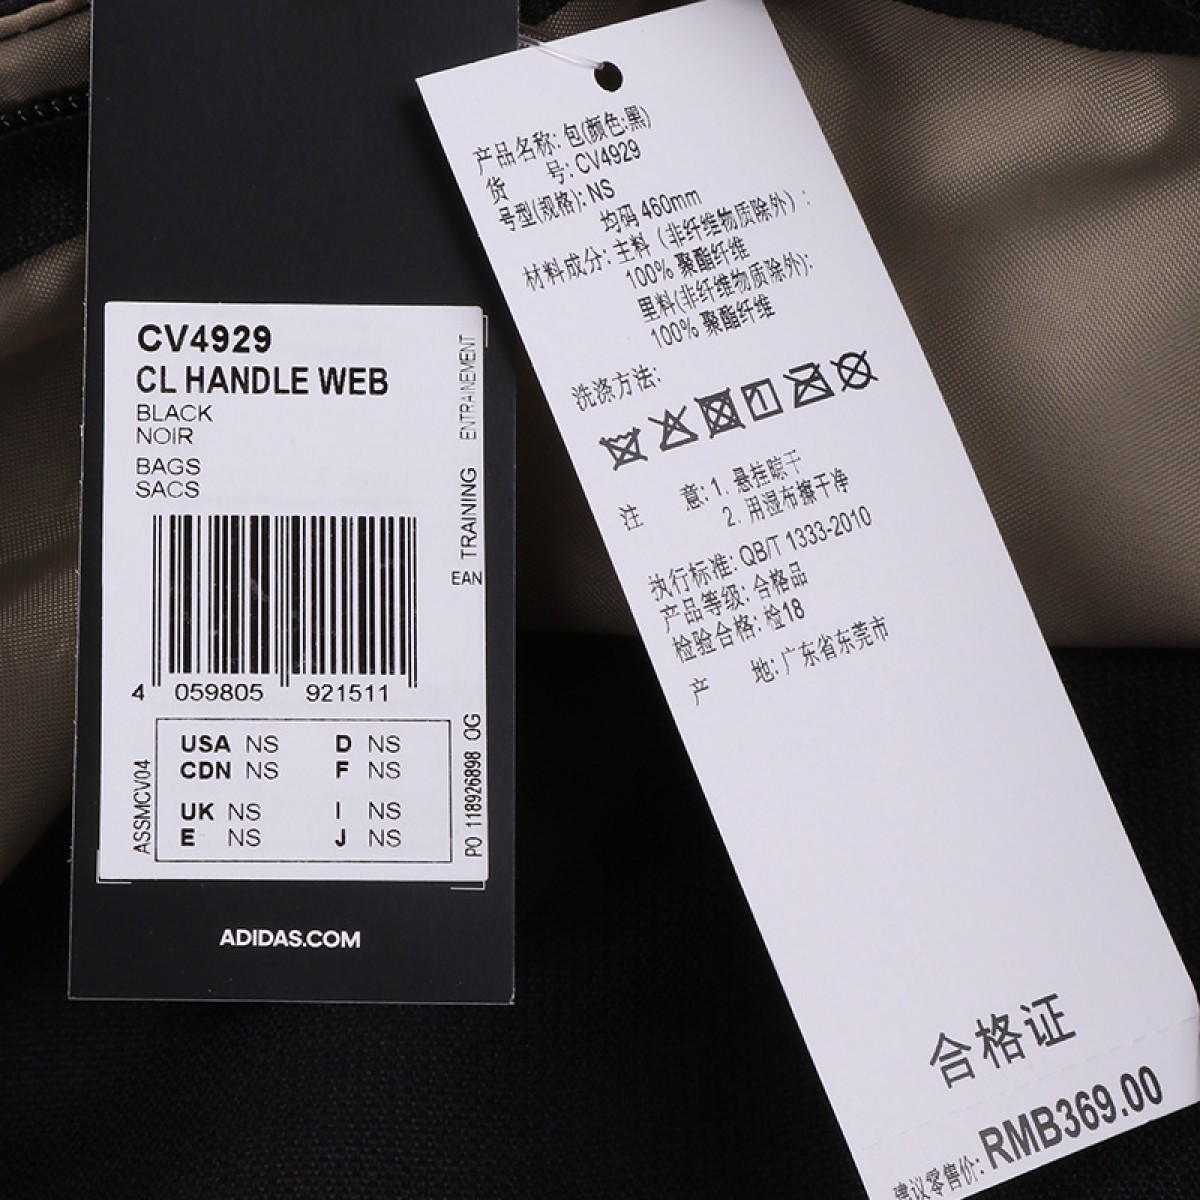 CV4929
CL HANDLE WEB
BLACK
NOIR
BAGS
SACS
TRAINING ENTRAINEMENT
EAN
4 059805 921511
USA NS D NS
CDN NS F NS
UK NS I NS
E NS J NS
ASSMCV04
PO 118926898 OG
ADIDAS.COM
产品名称: 包(颜色:黑)
货 号: CV4929
号型(规格): NS
均码 460mm
材料成分: 主料（非纤维物质除外）:
100% 聚酯纤维
里料(非纤维物质除外):
100% 聚酯纤维
洗涤方法:
注 意: 1. 悬挂晾干
2. 用湿布擦干净
执行标准: QB/T 1333-2010
产品等级: 合格品
检验合格: 检18
产 地: 广东省东莞市
合格证
建议零售价: RMB369.00